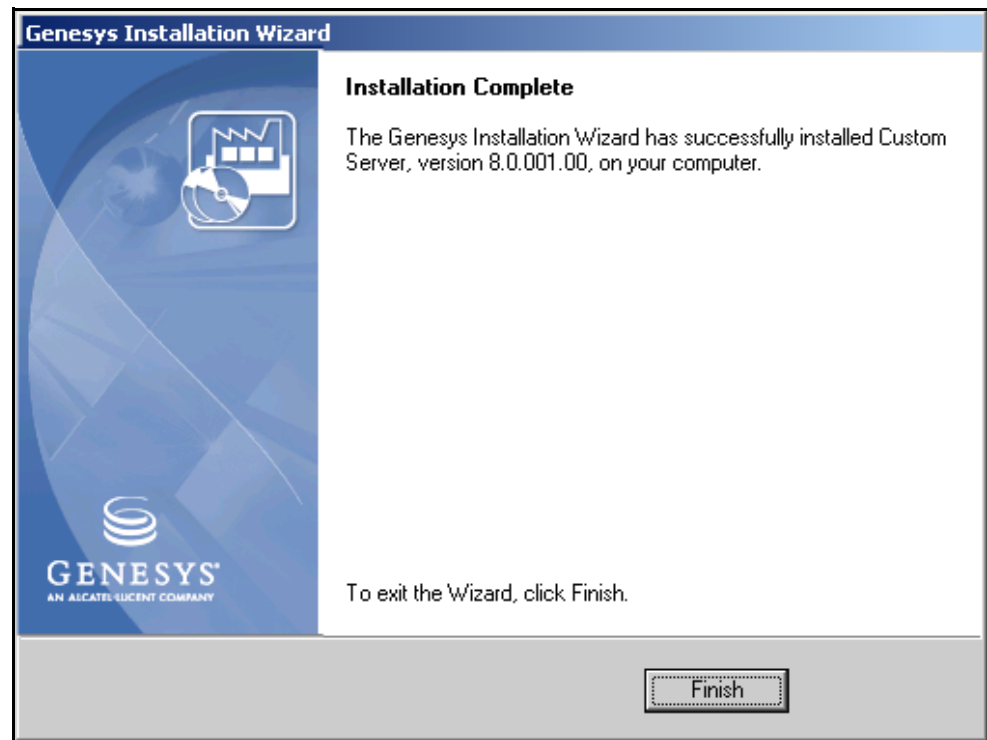 Genesys Installation Wizard
Installation Complete
The Genesys Installation Wizard has successfully installed Custom
Server, version 8.0.001.00, on your computer.
GENESYS
AN ALCATEL-LUCENT COMPANY
To exit the Wizard, click Finish.
Finish